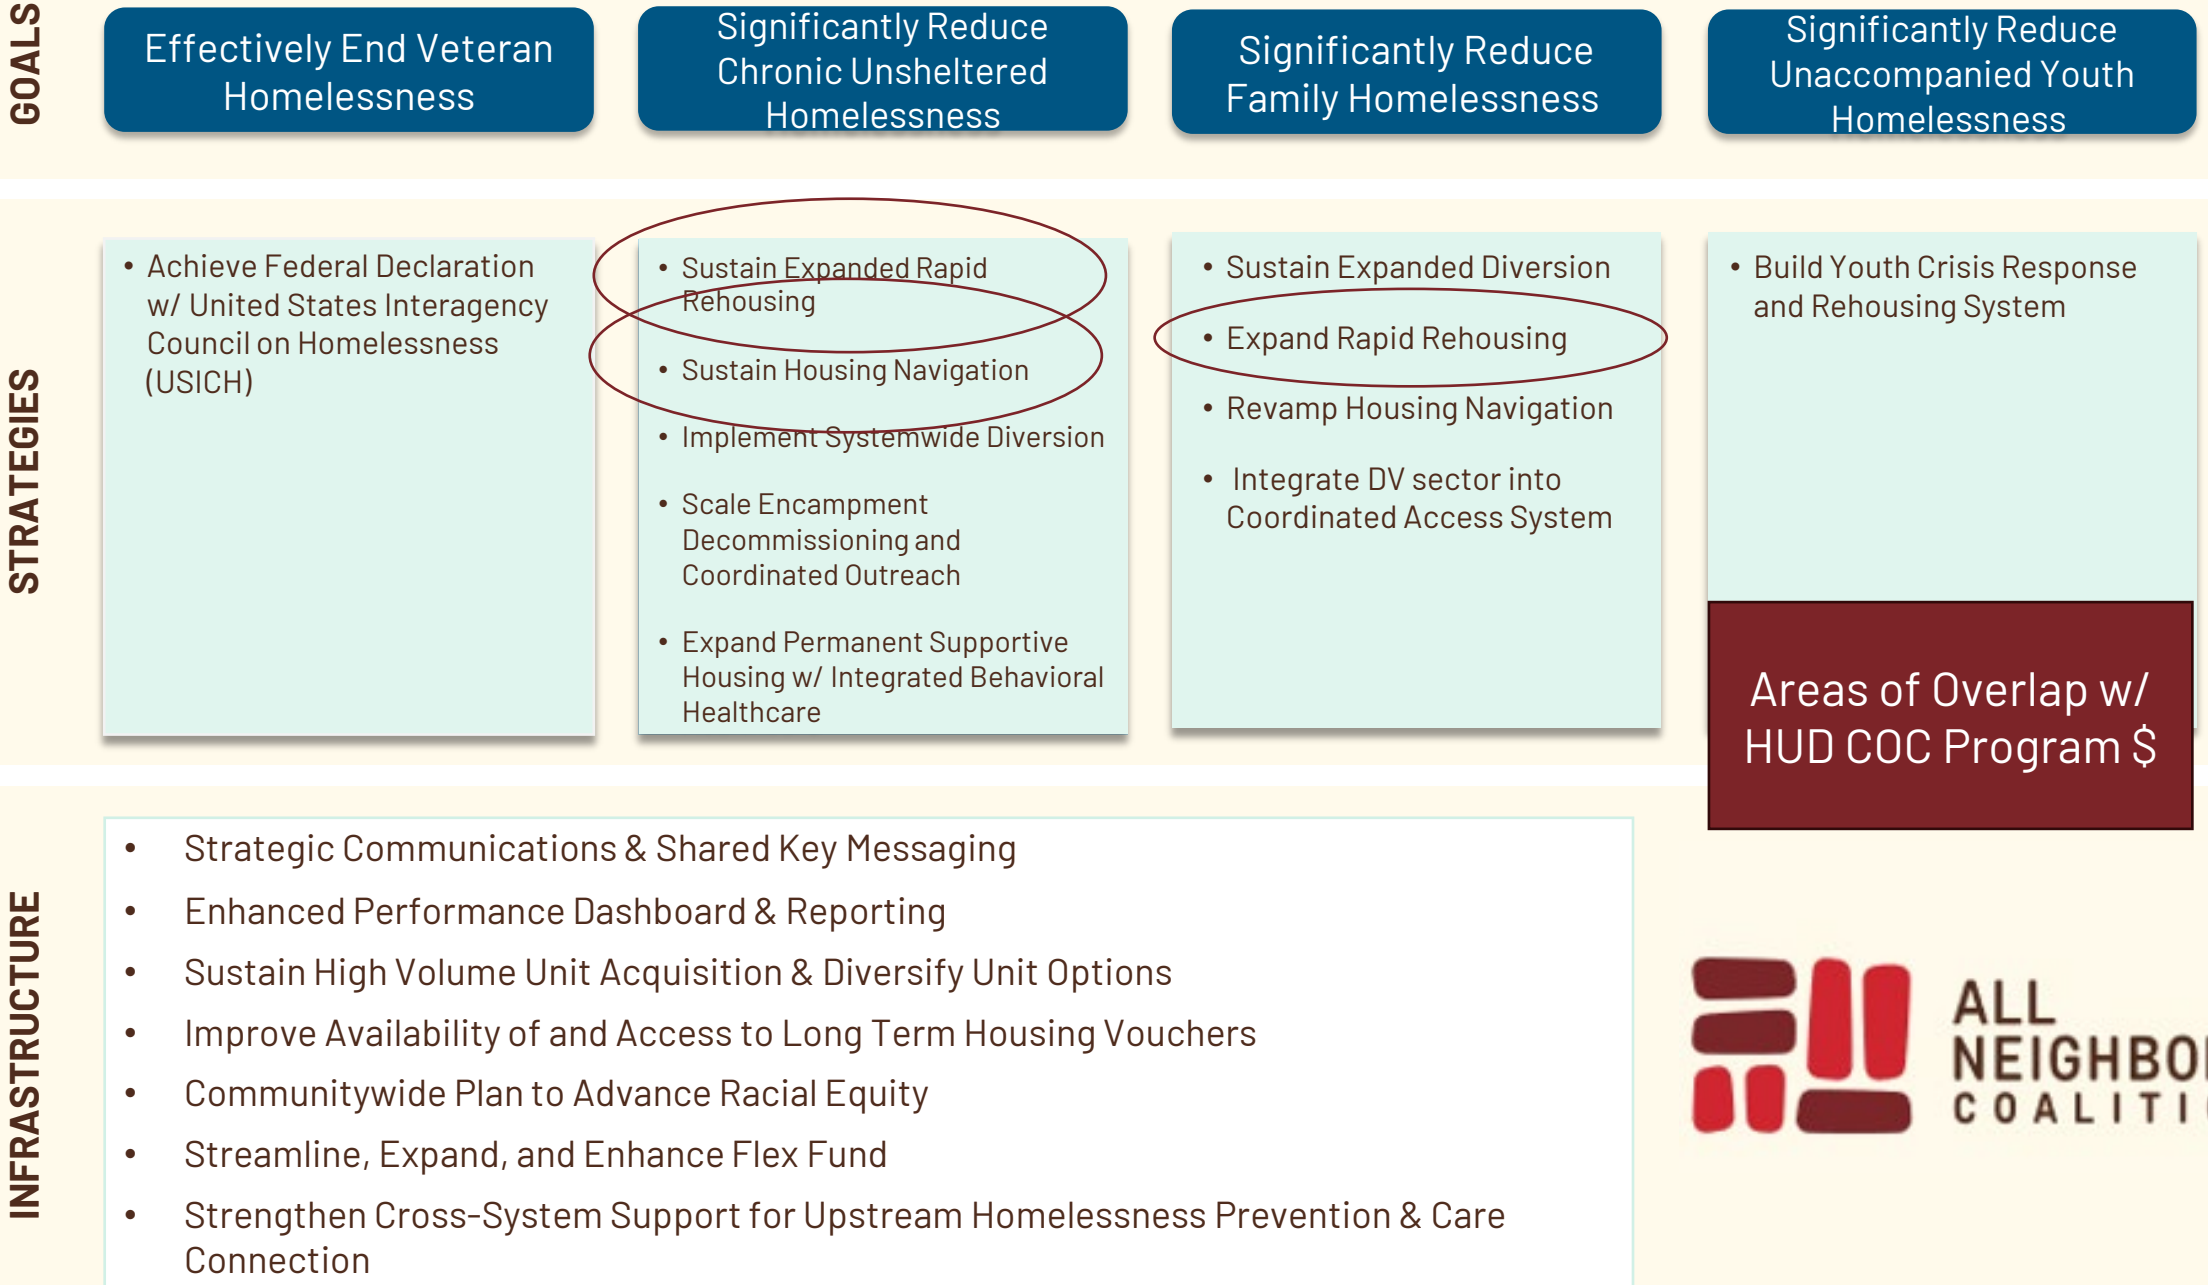 GOALS
Effectively End Veteran
Homelessness
Significantly Reduce
Chronic Unsheltered
Homelessness
Significantly Reduce
Family Homelessness
Significantly Reduce
Unaccompanied Youth
Homelessness
STRATEGIES
• Achieve Federal Declaration
w/ United States Interagency
Council on Homelessness
(USICH)
• Sustain Expanded Rapid
Rehousing
• Sustain Housing Navigation
• Implement Systemwide Diversion
• Scale Encampment
Decommissioning and
Coordinated Outreach
• Expand Permanent Supportive
Housing w/ Integrated Behavioral
Healthcare
• Sustain Expanded Diversion
• Expand Rapid Rehousing
• Revamp Housing Navigation
• Integrate DV sector into
Coordinated Access System
• Build Youth Crisis Response
and Rehousing System
Areas of Overlap w/
HUD COC Program $
INFRASTRUCTURE
• Strategic Communications & Shared Key Messaging
• Enhanced Performance Dashboard & Reporting
• Sustain High Volume Unit Acquisition & Diversify Unit Options
• Improve Availability of and Access to Long Term Housing Vouchers
• Communitywide Plan to Advance Racial Equity
• Streamline, Expand, and Enhance Flex Fund
• Strengthen Cross-System Support for Upstream Homelessness Prevention & Care
Connection
ALL